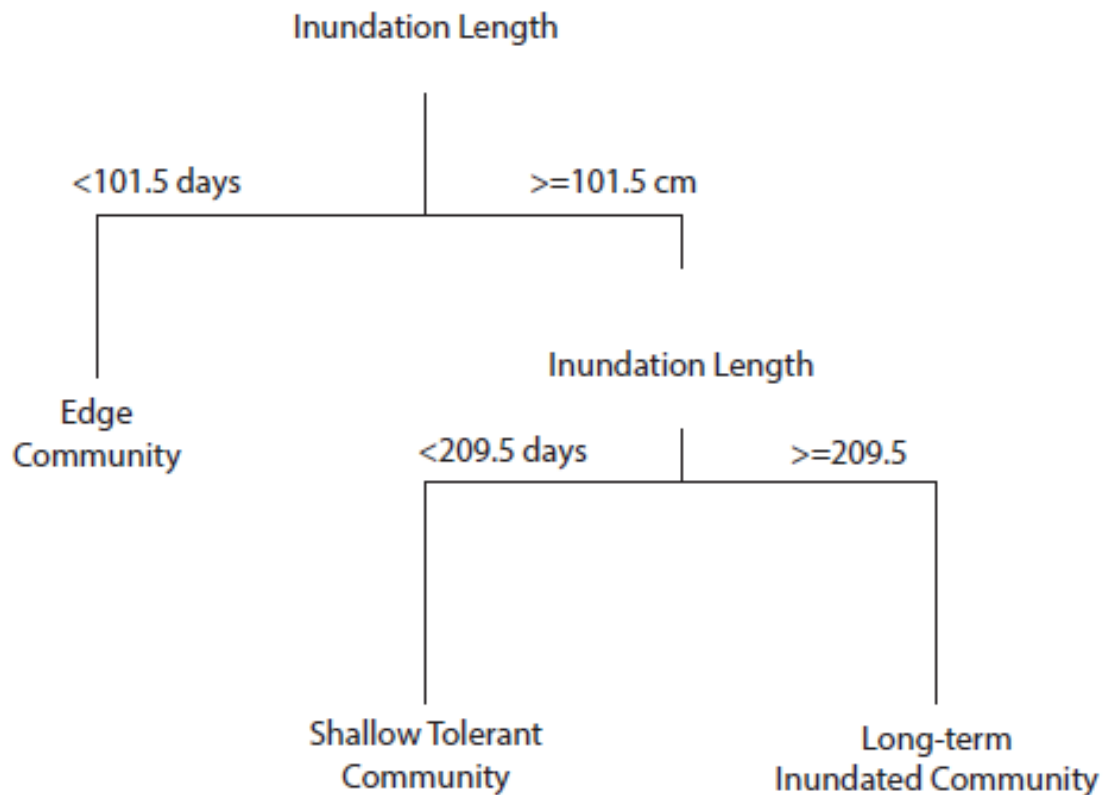 Inundation Length
<101.5 days
>=101.5 cm
Inundation Length
Edge
Community
<209.5 days
>=209.5
Shallow Tolerant
Community
Long-term
Inundated Community